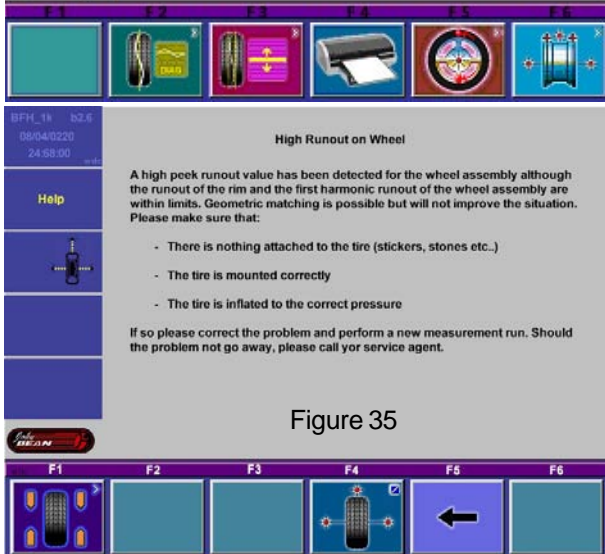 F1 F2 F3 F4 F5 F6
DIAG
BFH_1k b2.6
08/04/0220
24:58:00
Help
High Runout on Wheel
A high peek runout value has been detected for the wheel assembly although
the runout of the rim and the first harmonic runout of the wheel assembly are
within limits. Geometric matching is possible but will not improve the situation.
Please make sure that:
- There is nothing attached to the tire (stickers, stones etc..)
- The tire is mounted correctly
- The tire is inflated to the correct pressure
If so please correct the problem and perform a new measurement run. Should
the problem not go away, please call yor service agent.
Figure 35
John
BEAN
F1 F2 F3 F4 F5 F6